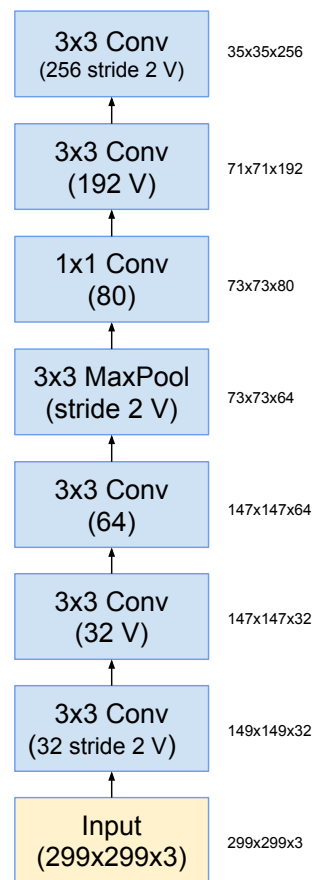 3x3 Conv
(256 stride 2 V)
35x35x256
3x3 Conv
(192 V)
71x71x192
1x1 Conv
(80)
73x73x80
3x3 MaxPool
(stride 2 V)
73x73x64
3x3 Conv
(64)
147x147x64
3x3 Conv
(32 V)
147x147x32
3x3 Conv
(32 stride 2 V)
149x149x32
Input
(299x299x3)
299x299x3